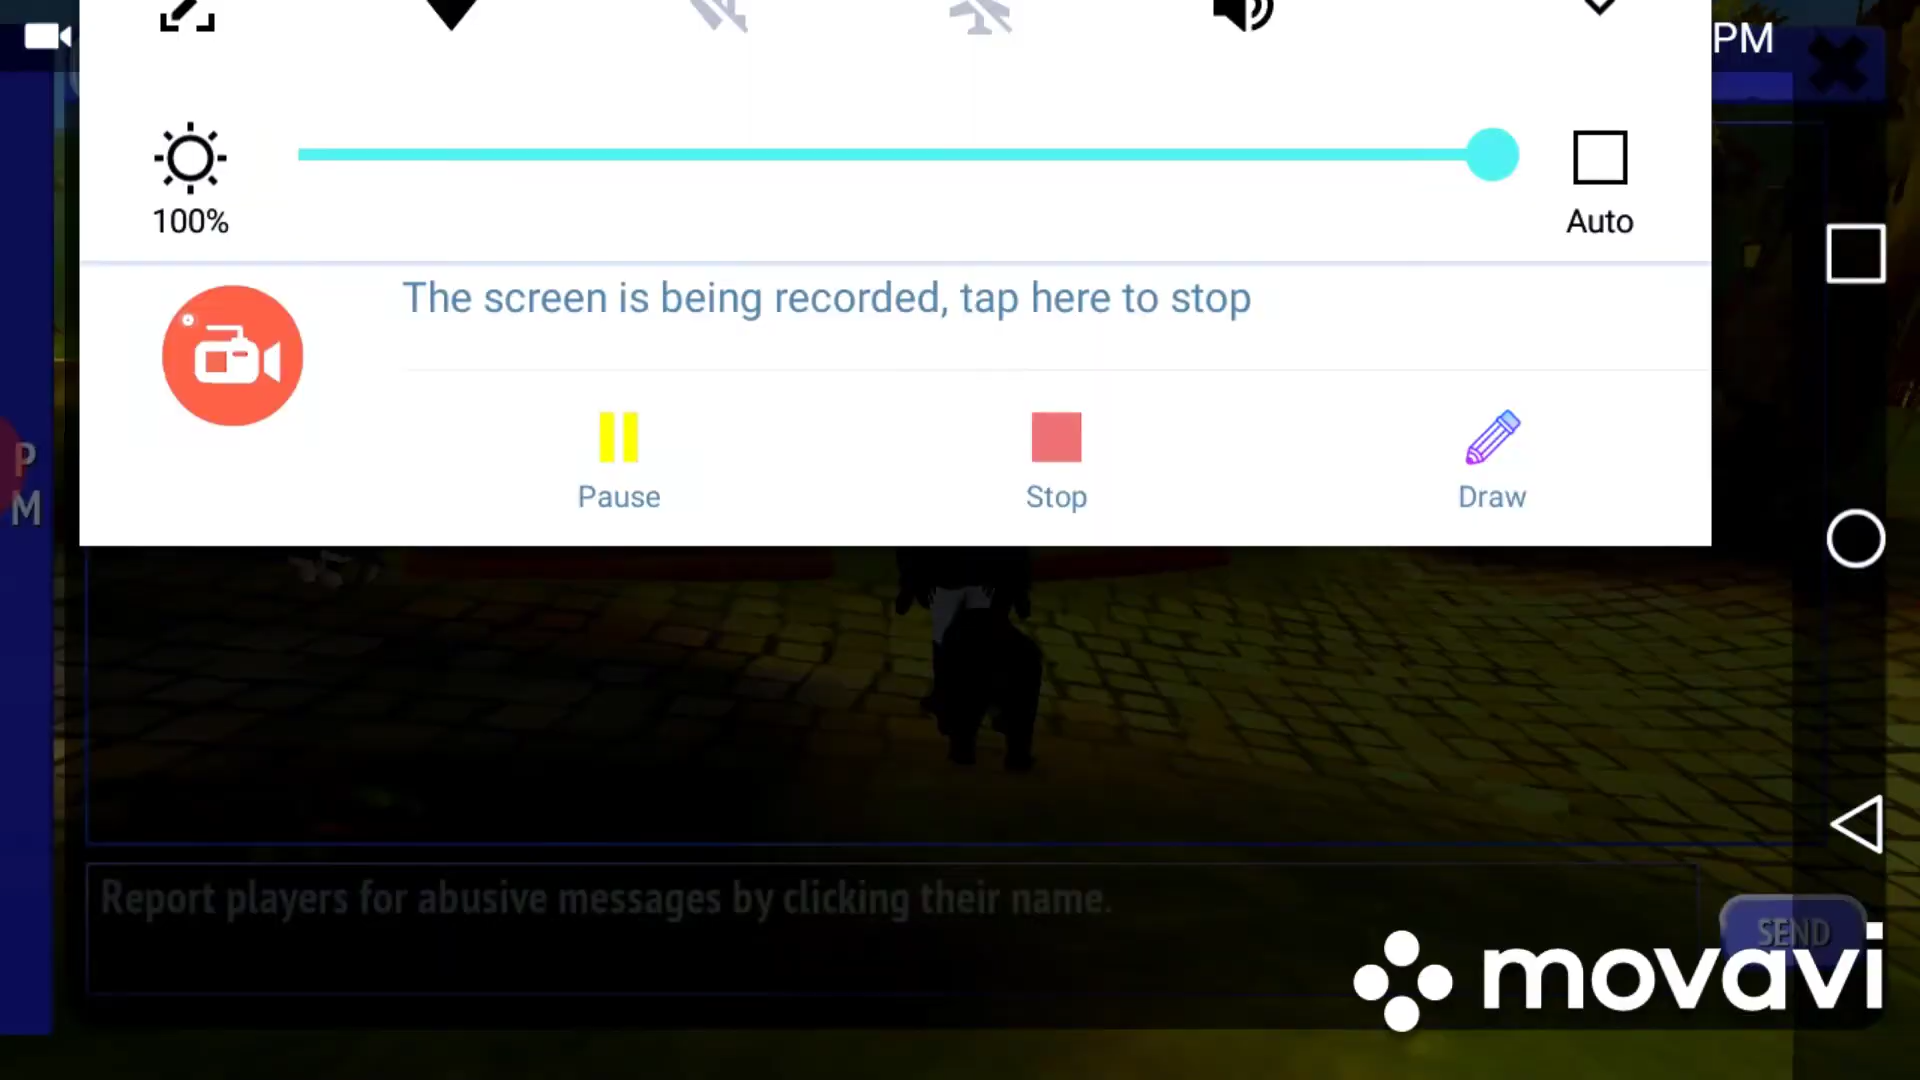 PM
100%
Auto
The screen is being recorded, tap here to stop
P
M
Pause
Stop
Draw
Report players for abusive messages by clicking their name.
SEND
movavi